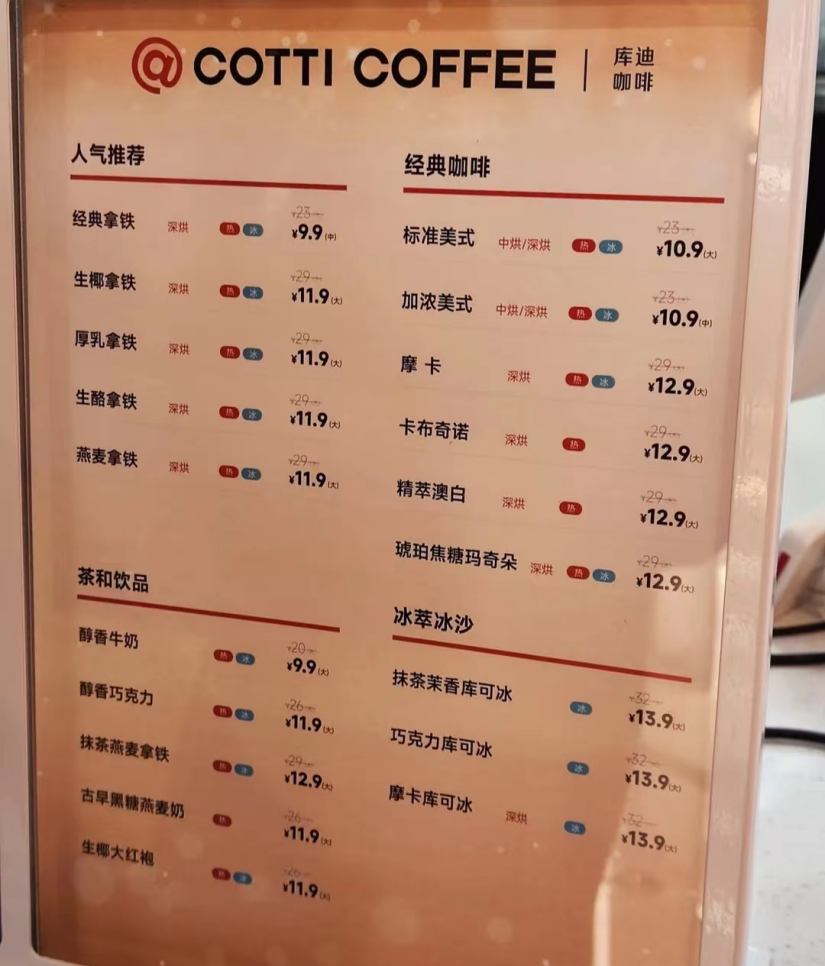 @ COTTI COFFEE | 库迪咖啡
人气推荐
经典拿铁 深烘 热 冰 ¥23 ¥9.9(中)
生椰拿铁 深烘 热 冰 ¥29 ¥11.9(大)
厚乳拿铁 深烘 热 冰 ¥29 ¥11.9(大)
生酪拿铁 深烘 热 冰 ¥29 ¥11.9(大)
燕麦拿铁 深烘 热 冰 ¥29 ¥11.9(大)
茶和饮品
醇香牛奶 热 冰 ¥20 ¥9.9(大)
醇香巧克力 热 冰 ¥26 ¥11.9(大)
抹茶燕麦拿铁 热 冰 ¥29 ¥12.9(大)
古早黑糖燕麦奶 热 ¥26 ¥11.9(大)
生椰大红袍 热 冰 ¥26 ¥11.9(大)
经典咖啡
标准美式 中烘/深烘 热 冰 ¥23 ¥10.9(大)
加浓美式 中烘/深烘 热 冰 ¥23 ¥10.9(中)
摩卡 深烘 热 冰 ¥29 ¥12.9(大)
卡布奇诺 深烘 热 ¥29 ¥12.9(大)
精萃澳白 深烘 热 ¥29 ¥12.9(大)
琥珀焦糖玛奇朵 深烘 热 冰 ¥29 ¥12.9(大)
冰萃冰沙
抹茶茉香库可冰 冰 ¥32 ¥13.9(大)
巧克力库可冰 冰 ¥32 ¥13.9(大)
摩卡库可冰 深烘 冰 ¥32 ¥13.9(大)